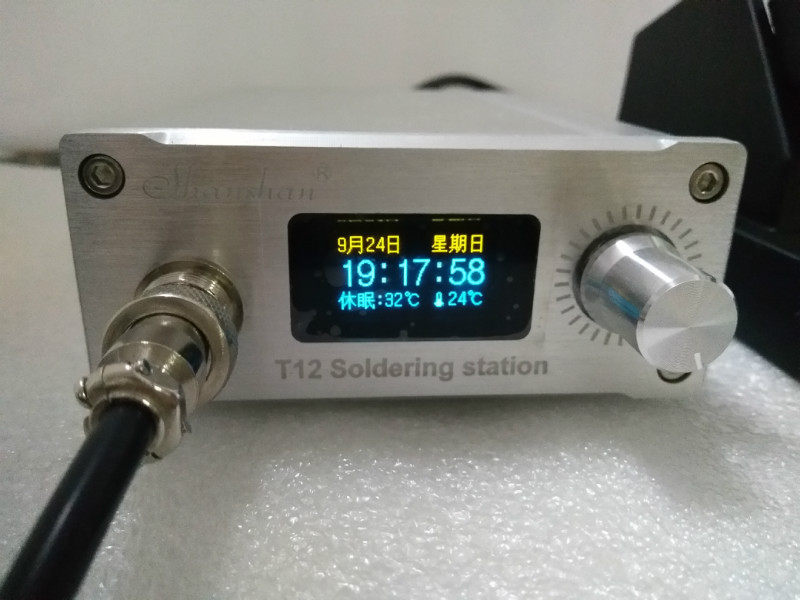 Shanshan®
9月24日 星期日
19:17:58
休眠:32℃ 24℃
T12 Soldering station